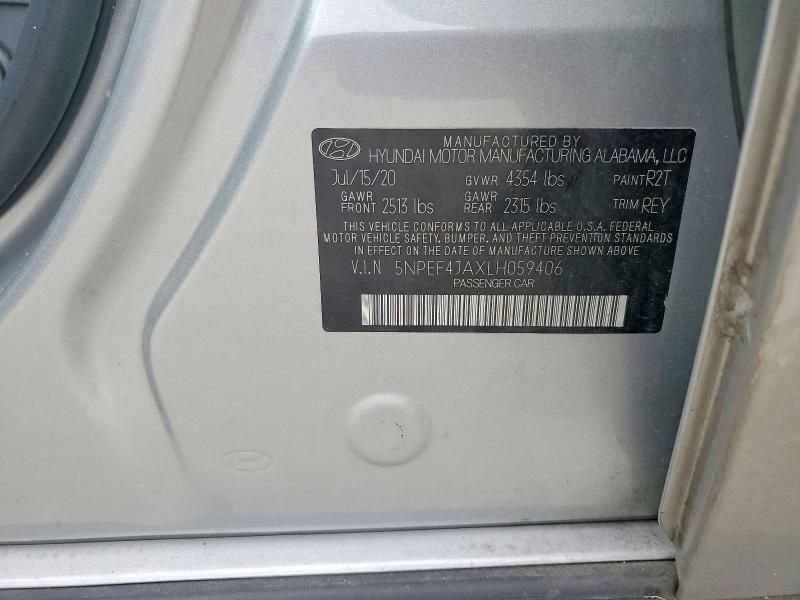 MANUFACTURED BY
HYUNDAI MOTOR MANUFACTURING ALABAMA, LLC
Jul/15/20 GVWR 4354 lbs PAINT R2T
GAWR FRONT 2513 lbs GAWR REAR 2315 lbs TRIM REY
THIS VEHICLE CONFORMS TO ALL APPLICABLE U.S.A. FEDERAL
MOTOR VEHICLE SAFETY, BUMPER, AND THEFT PREVENTION STANDARDS
IN EFFECT ON THE DATE OF MANUFACTURE SHOWN ABOVE
V.I.N 5NPEF4JAXLH059406
PASSENGER CAR